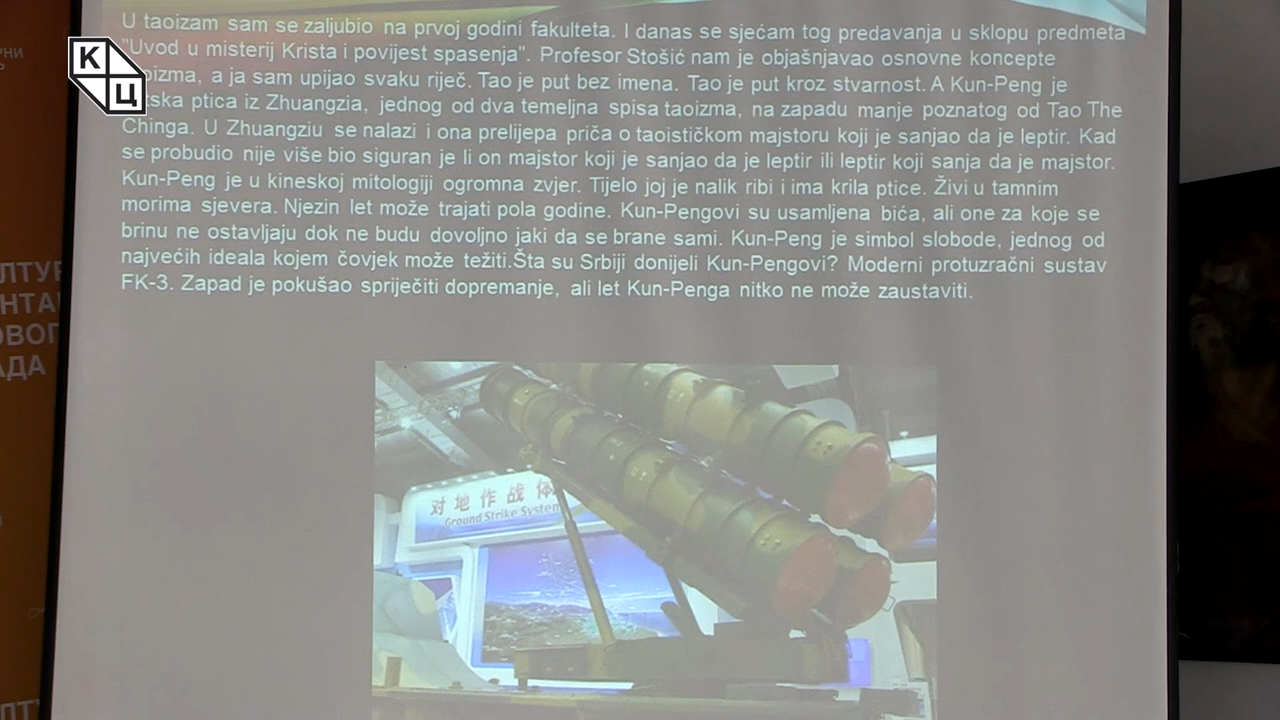 U taoizam sam se zaljubio na prvoj godini fakulteta. I danas se sjećam tog predavanja u sklopu predmeta
"Uvod u misterij Krista i povijest spasenja". Profesor Stošić nam je objašnjavao osnovne koncepte
oizma, a ja sam upijao svaku riječ. Tao je put bez imena. Tao je put kroz stvarnost. A Kun-Peng je
ska ptica iz Zhuangzia, jednog od dva temeljna spisa taoizma, na zapadu manje poznatog od Tao The
Chinga. U Zhuangziu se nalazi i ona prelijepa priča o taoističkom majstoru koji je sanjao da je leptir. Kad
se probudio nije više bio siguran je li on majstor koji je sanjao da je leptir ili leptir koji sanja da je majstor.
Kun-Peng je u kineskoj mitologiji ogromna zvjer. Tijelo joj je nalik ribi i ima krila ptice. Živi u tamnim
morima sjevera. Njezin let može trajati pola godine. Kun-Pengovi su usamljena bića, ali one za koje se
brinu ne ostavljaju dok ne budu dovoljno jaki da se brane sami. Kun-Peng je simbol slobode, jednog od
najvećih ideala kojem čovjek može težiti.Šta su Srbiji donijeli Kun-Pengovi? Moderni protuzračni sustav
FK-3. Zapad je pokušao spriječiti dopremanje, ali let Kun-Penga nitko ne može zaustaviti.
К
Ц
对地作战体
Ground Strike System
ЛТУР
НТА
ОВОГ
АДА